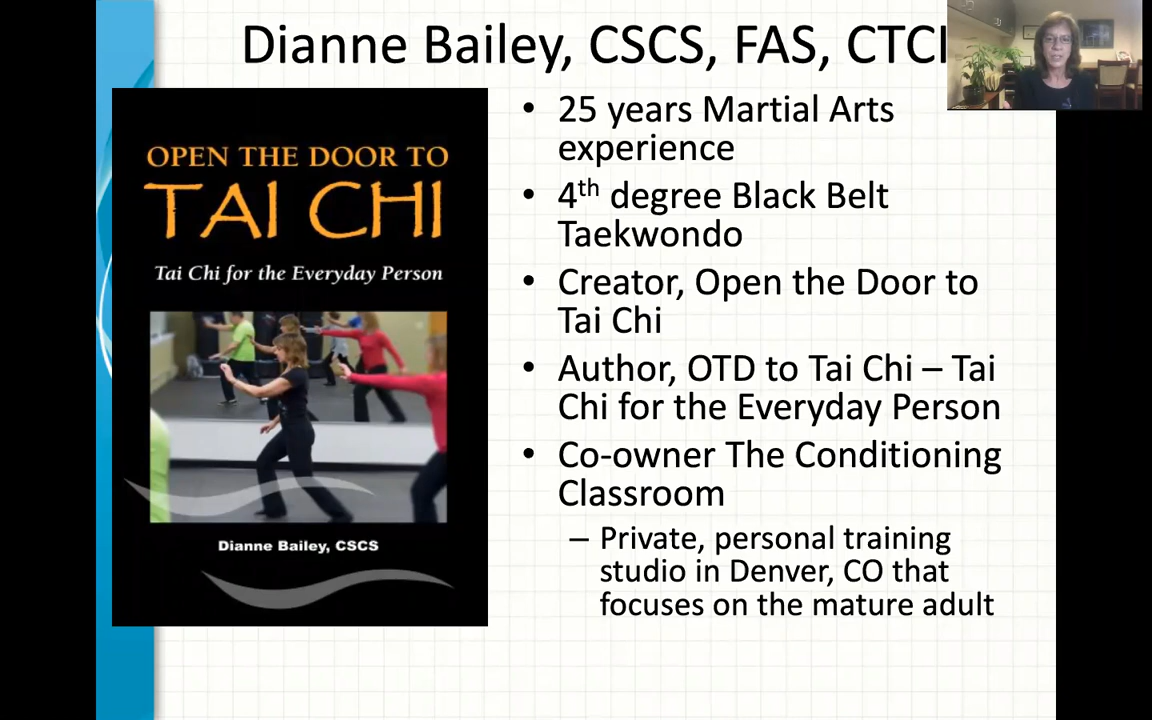 Dianne Bailey, CSCS, FAS, CTCI
OPEN THE DOOR TO
TAI CHI
Tai Chi for the Everyday Person
Dianne Bailey, CSCS
• 25 years Martial Arts
experience
• 4th degree Black Belt
Taekwondo
• Creator, Open the Door to
Tai Chi
• Author, OTD to Tai Chi – Tai
Chi for the Everyday Person
• Co-owner The Conditioning
Classroom
– Private, personal training
studio in Denver, CO that
focuses on the mature adult